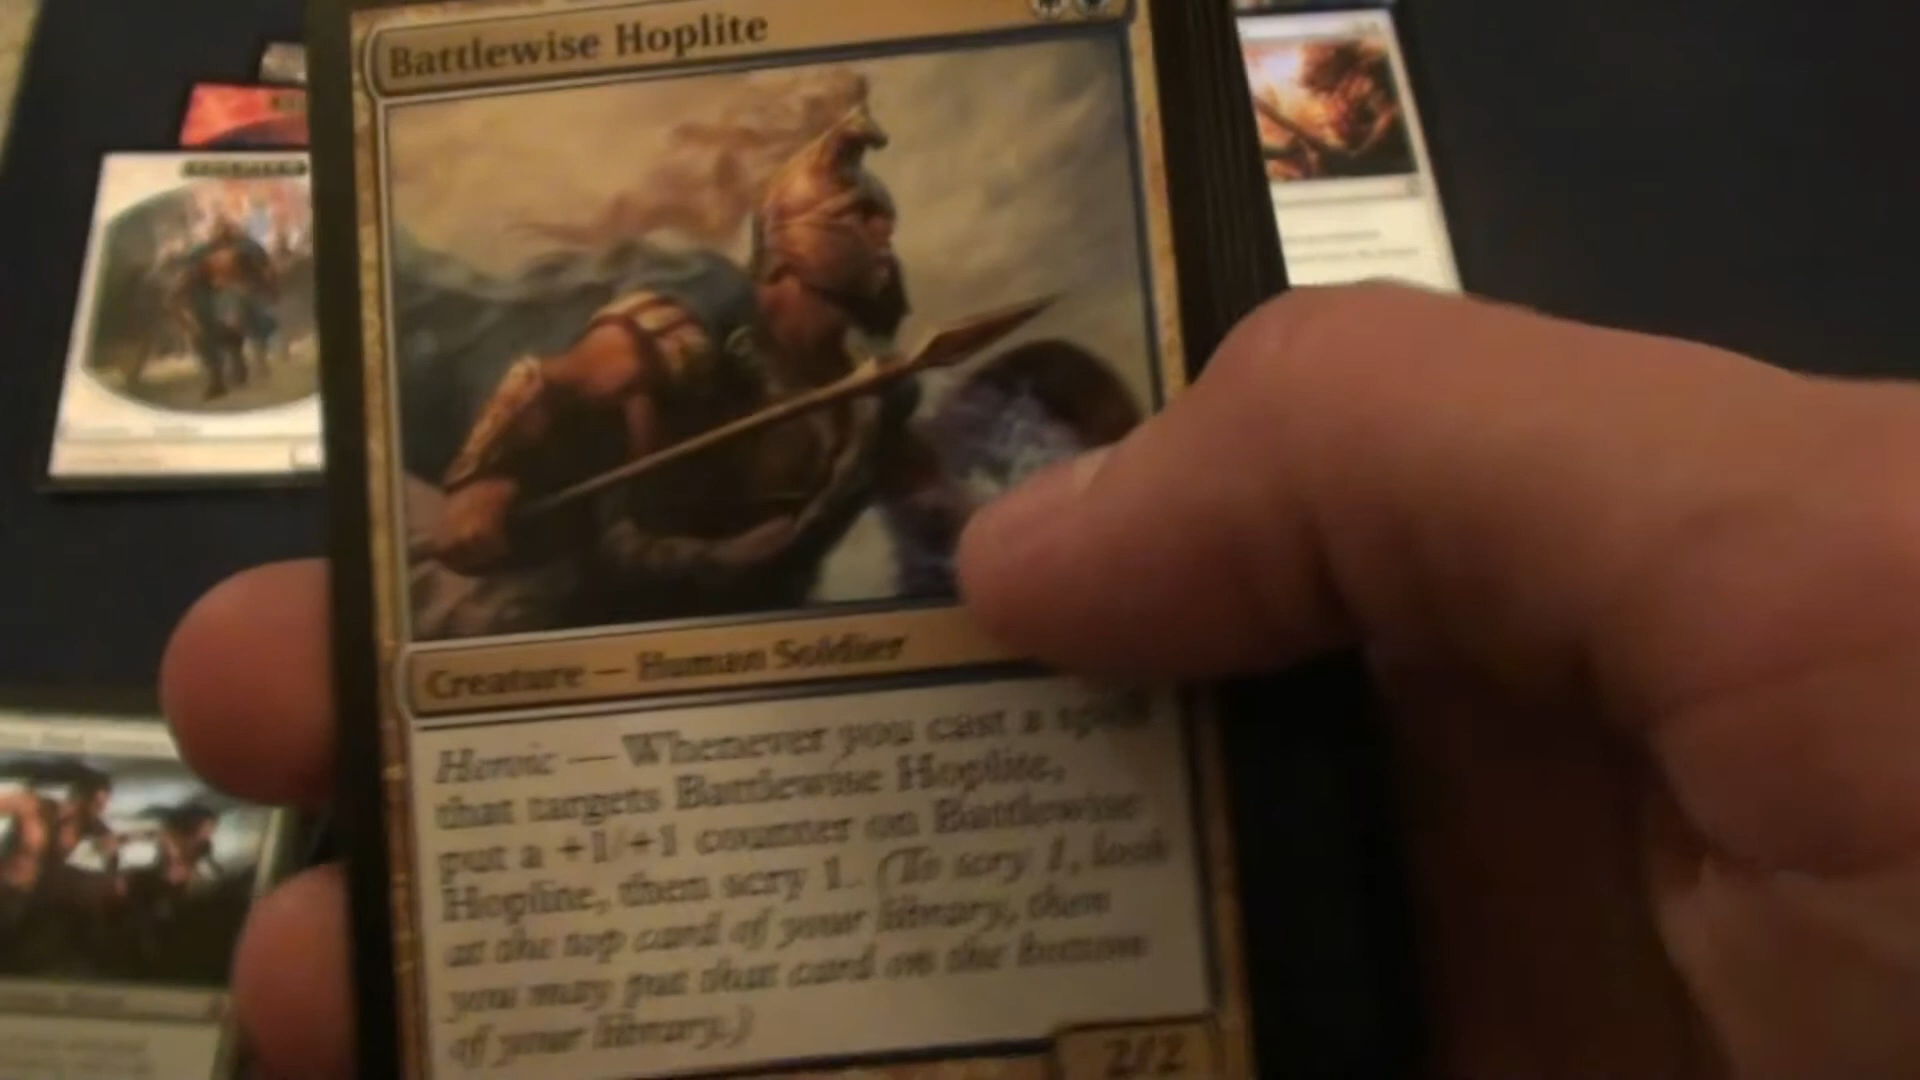 Battlewise Hoplite
Creature — Human Soldier
Heroic — Whenever you cast a spell
that targets Battlewise Hoplite,
put a +1/+1 counter on Battlewise
Hoplite, then scry 1. (To scry 1, look
at the top card of your library, then
you may put that card on the bottom
of your library.)
2/2